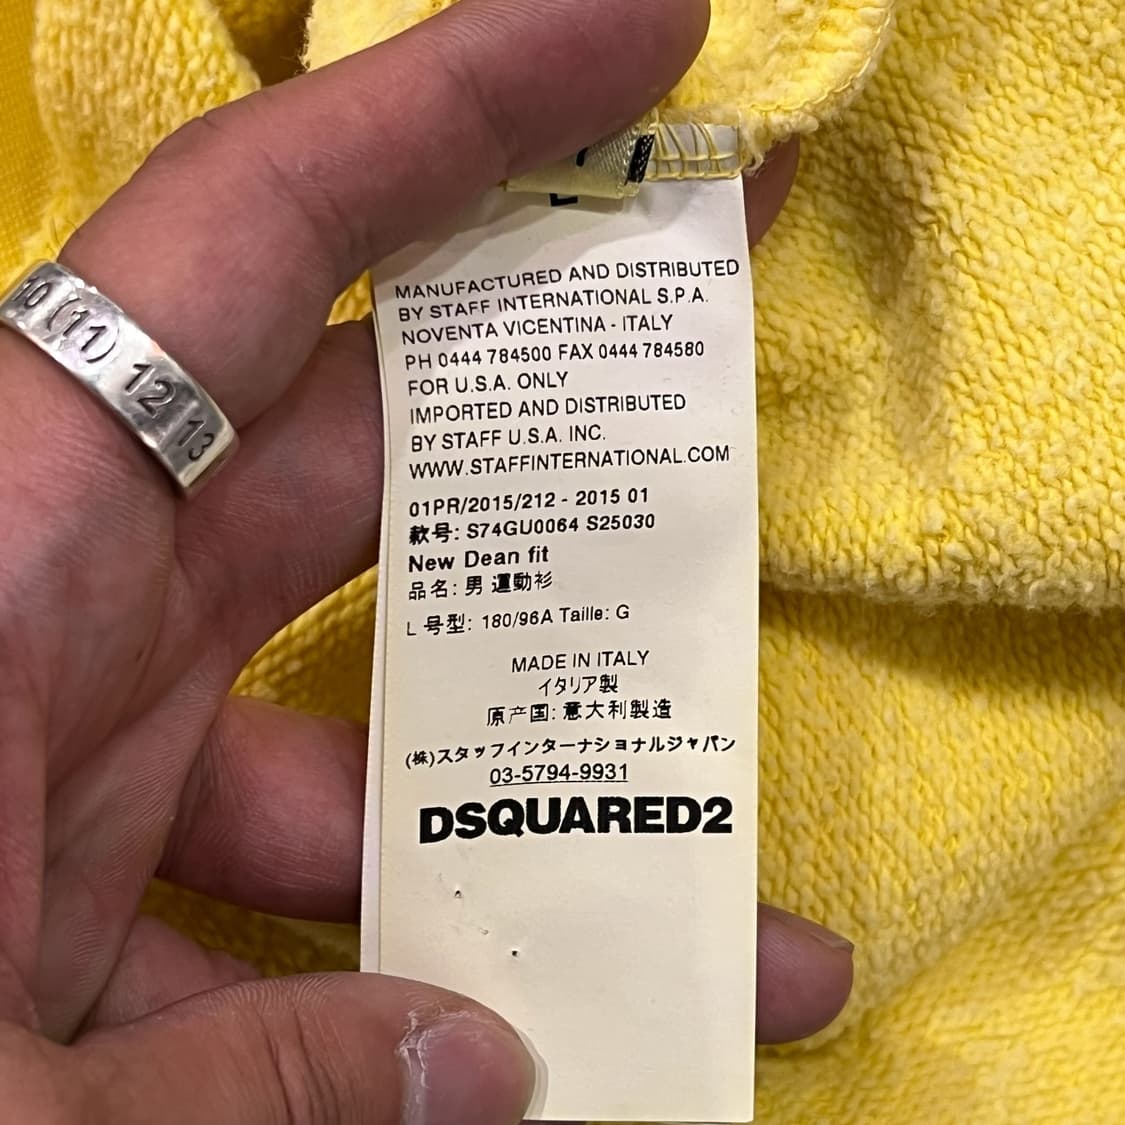 L
MANUFACTURED AND DISTRIBUTED
BY STAFF INTERNATIONAL S.P.A.
NOVENTA VICENTINA - ITALY
PH 0444 784500 FAX 0444 784580
FOR U.S.A. ONLY
IMPORTED AND DISTRIBUTED
BY STAFF U.S.A. INC.
WWW.STAFFINTERNATIONAL.COM
01PR/2015/212 - 2015 01
款号: S74GU0064 S25030
New Dean fit
品名: 男 運動衫
L 号型: 180/96A Taille: G
MADE IN ITALY
イタリア製
原产国: 意大利製造
(株)スタッフインターナショナルジャパン
03-5794-9931
DSQUARED2
10 (11) 12 13